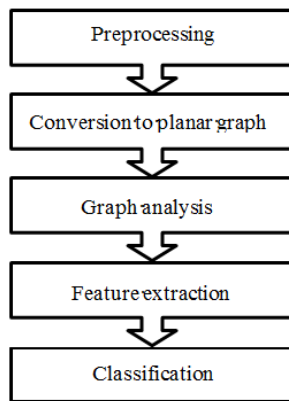 Preprocessing
Conversion to planar graph
Graph analysis
Feature extraction
Classification